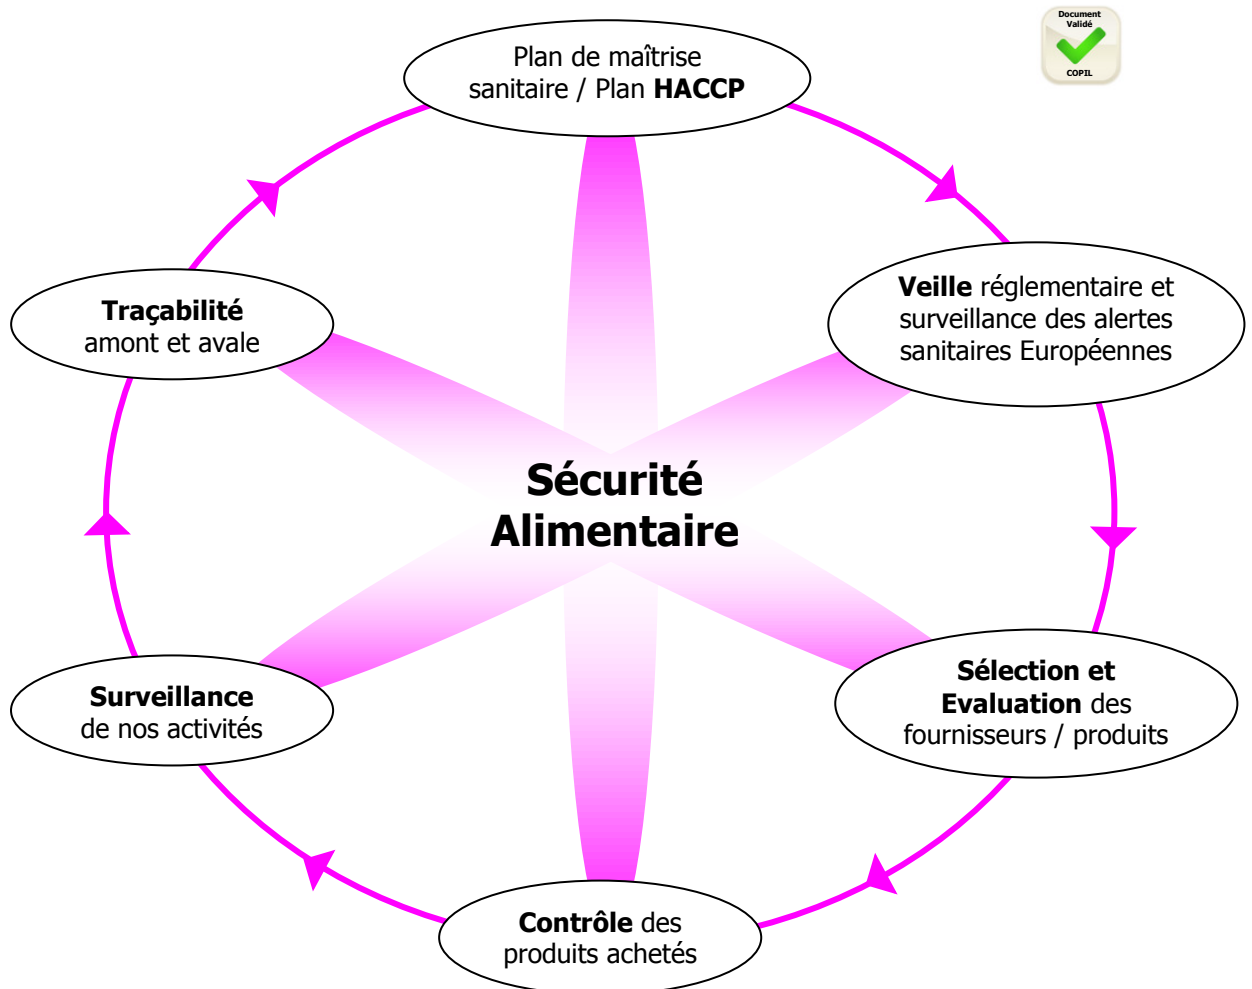 Document
Validé
COPIL
Plan de maîtrise
sanitaire / Plan HACCP
Veille réglementaire et
surveillance des alertes
sanitaires Européennes
Traçabilité
amont et avale
Sécurité
Alimentaire
Sélection et
Evaluation des
fournisseurs / produits
Surveillance
de nos activités
Contrôle des
produits achetés